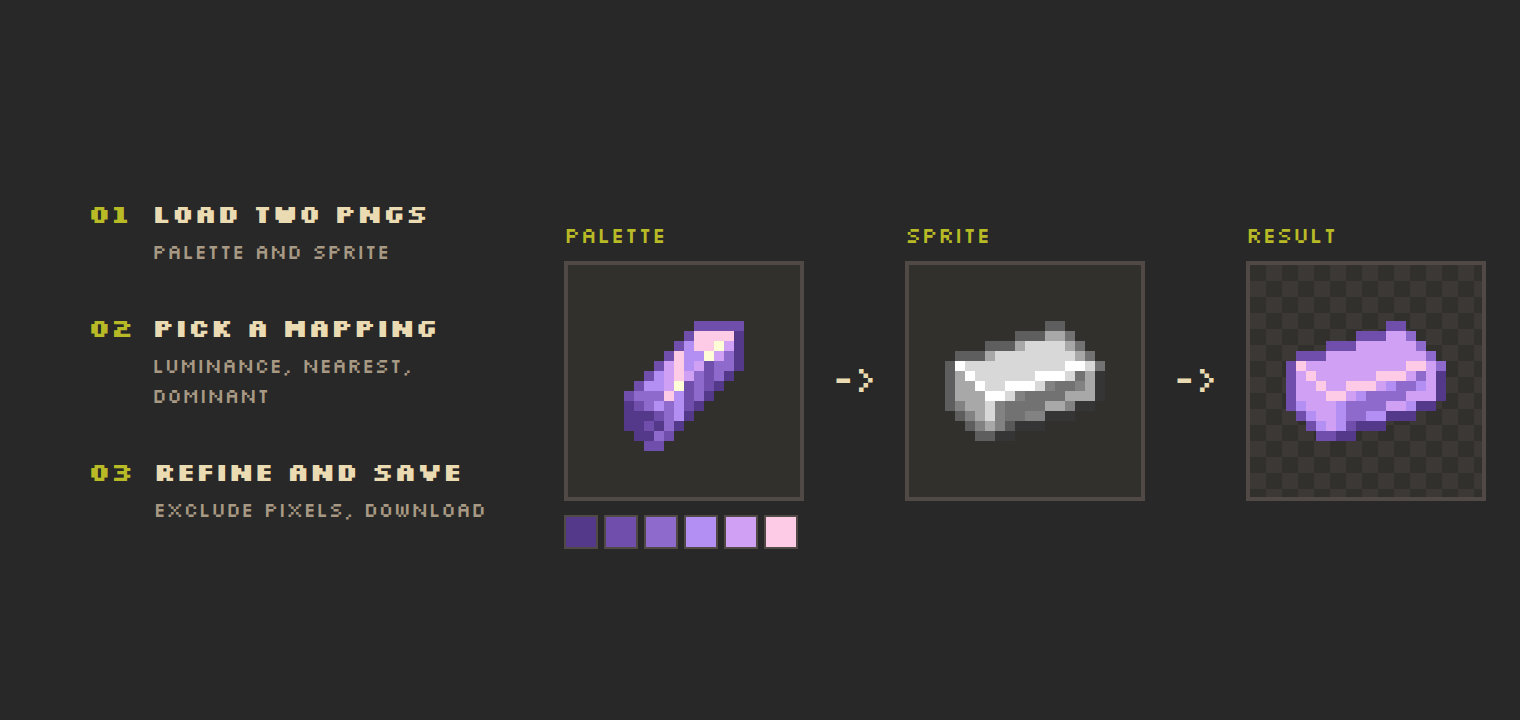 01 LOAD TWO PNGS
PALETTE AND SPRITE
02 PICK A MAPPING
LUMINANCE, NEAREST,
DOMINANT
03 REFINE AND SAVE
EXCLUDE PIXELS, DOWNLOAD
PALETTE
->
SPRITE
->
RESULT